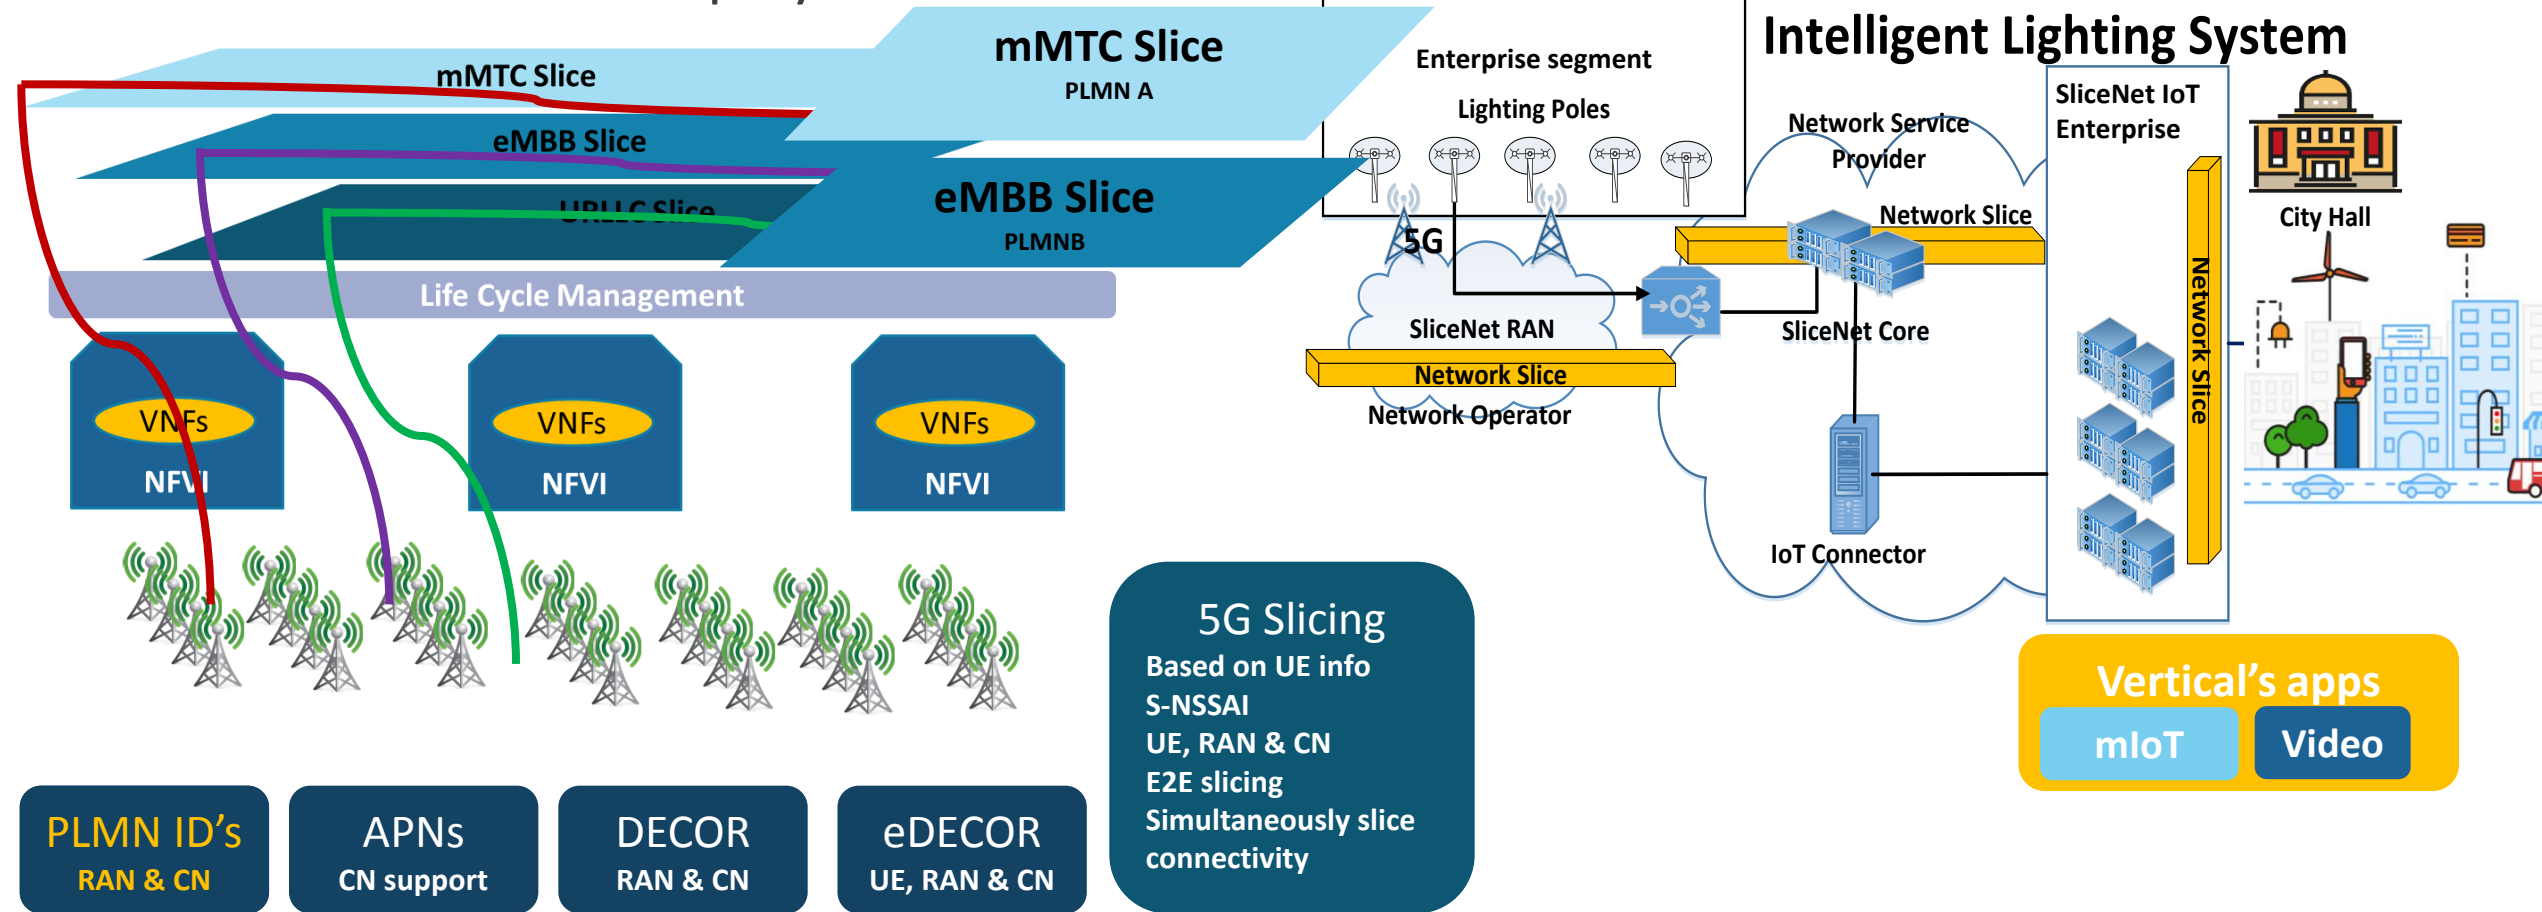 mMTC Slice
PLMN A
mMTC Slice
eMBB Slice
URLLC Slice
eMBB Slice
PLMNB
Life Cycle Management
VNFs
NFVI
VNFs
NFVI
VNFs
NFVI
PLMN ID's
RAN & CN
APNs
CN support
DECOR
RAN & CN
eDECOR
UE, RAN & CN
5G Slicing
Based on UE info
S-NSSAI
UE, RAN & CN
E2E slicing
Simultaneously slice
connectivity
Intelligent Lighting System
Enterprise segment
Lighting Poles
5G
SliceNet RAN
Network Slice
Network Operator
Network Service
Provider
Network Slice
SliceNet Core
IoT Connector
SliceNet IoT
Enterprise
Network Slice
City Hall
Vertical’s apps
mIoT
Video